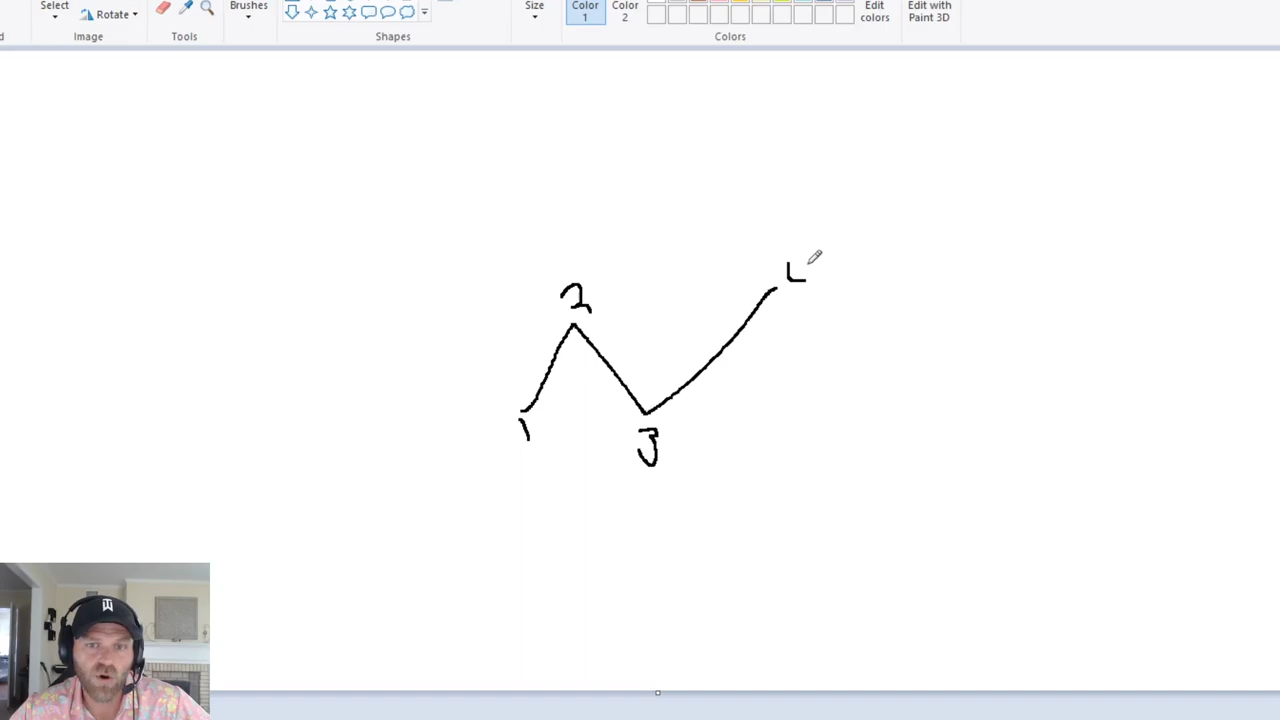 Select
Size
Color
1
Color
2
Edit
colors
Edit with
Paint 3D
Rotate
Brushes
Image
Tools
Shapes
Colors
2
1
3